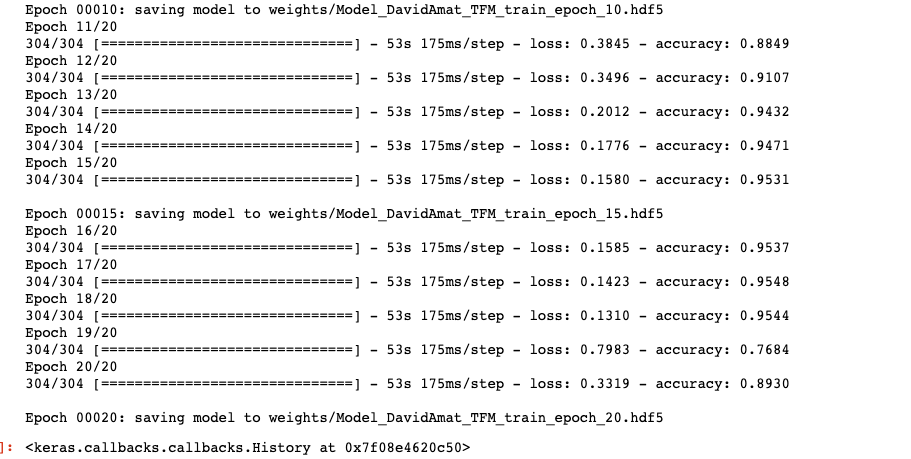 Epoch 00010: saving model to weights/Model_DavidAmat_TFM_train_epoch_10.hdf5
Epoch 11/20
304/304 [==============================] - 53s 175ms/step - loss: 0.3845 - accuracy: 0.8849
Epoch 12/20
304/304 [==============================] - 53s 175ms/step - loss: 0.3496 - accuracy: 0.9107
Epoch 13/20
304/304 [==============================] - 53s 175ms/step - loss: 0.2012 - accuracy: 0.9432
Epoch 14/20
304/304 [==============================] - 53s 175ms/step - loss: 0.1776 - accuracy: 0.9471
Epoch 15/20
304/304 [==============================] - 53s 175ms/step - loss: 0.1580 - accuracy: 0.9531
Epoch 00015: saving model to weights/Model_DavidAmat_TFM_train_epoch_15.hdf5
Epoch 16/20
304/304 [==============================] - 53s 175ms/step - loss: 0.1585 - accuracy: 0.9537
Epoch 17/20
304/304 [==============================] - 53s 175ms/step - loss: 0.1423 - accuracy: 0.9548
Epoch 18/20
304/304 [==============================] - 53s 175ms/step - loss: 0.1310 - accuracy: 0.9544
Epoch 19/20
304/304 [==============================] - 53s 175ms/step - loss: 0.7983 - accuracy: 0.7684
Epoch 20/20
304/304 [==============================] - 53s 175ms/step - loss: 0.3319 - accuracy: 0.8930
Epoch 00020: saving model to weights/Model_DavidAmat_TFM_train_epoch_20.hdf5
]: <keras.callbacks.callbacks.History at 0x7f08e4620c50>